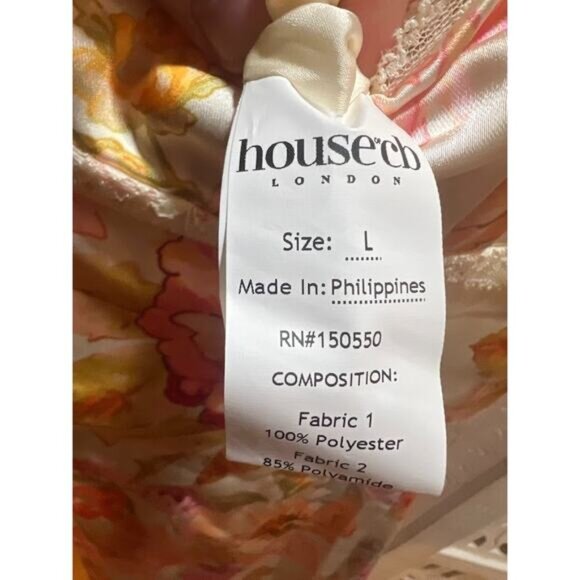 house of cb
LONDON
Size: L
Made In: Philippines
RN#150550
COMPOSITION:
Fabric 1
100% Polyester
Fabric 2
85% Polyamide